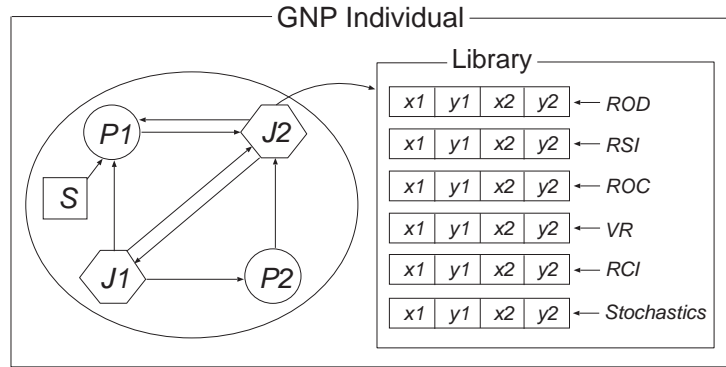 GNP Individual
Library
P1
J2
S
J1
P2
x1 y1 x2 y2 ROD
x1 y1 x2 y2 RSI
x1 y1 x2 y2 ROC
x1 y1 x2 y2 VR
x1 y1 x2 y2 RCI
x1 y1 x2 y2 Stochastics